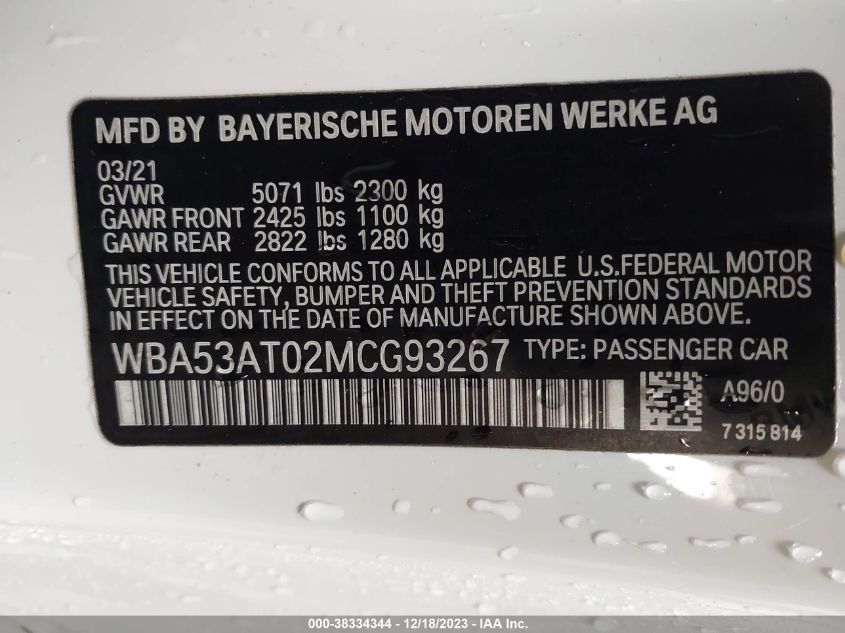 MFD BY BAYERISCHE MOTOREN WERKE AG
03/21
GVWR 5071 lbs 2300 kg
GAWR FRONT 2425 lbs 1100 kg
GAWR REAR 2822 lbs 1280 kg
THIS VEHICLE CONFORMS TO ALL APPLICABLE U.S.FEDERAL MOTOR
VEHICLE SAFETY, BUMPER AND THEFT PREVENTION STANDARDS
IN EFFECT ON THE DATE OF MANUFACTURE SHOWN ABOVE.
WBA53AT02MCG93267 TYPE: PASSENGER CAR
A96/0
7 315 814
000-38334344 - 12/18/2023 - IAA Inc.